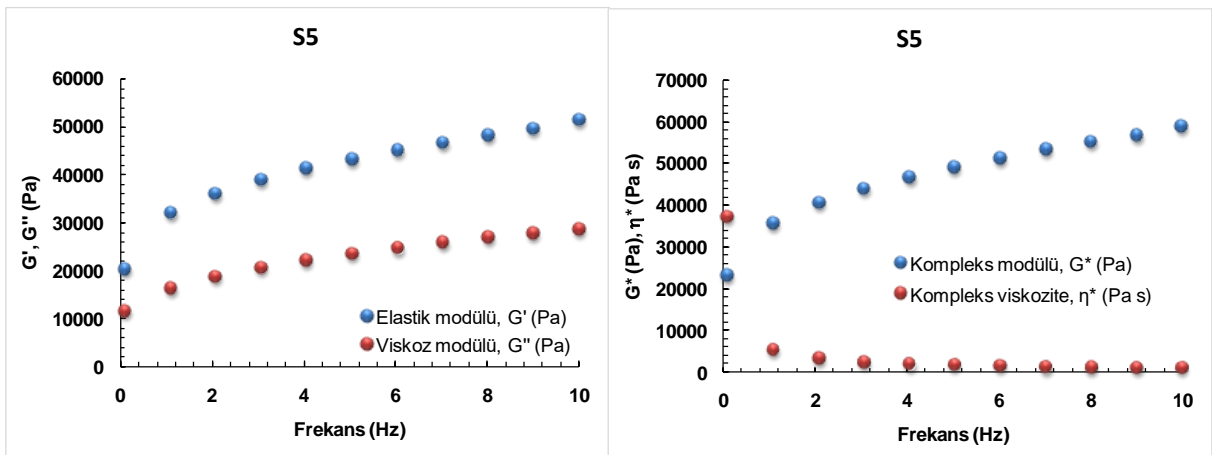 S5
G', G'' (Pa)
60000
50000
40000
30000
20000
10000
0
0 2 4 6 8 10
Frekans (Hz)
Elastik modülü, G' (Pa)
Viskoz modülü, G'' (Pa)
S5
G* (Pa), η* (Pa s)
70000
60000
50000
40000
30000
20000
10000
0
0 2 4 6 8 10
Frekans (Hz)
Kompleks modülü, G* (Pa)
Kompleks viskozite, η* (Pa s)